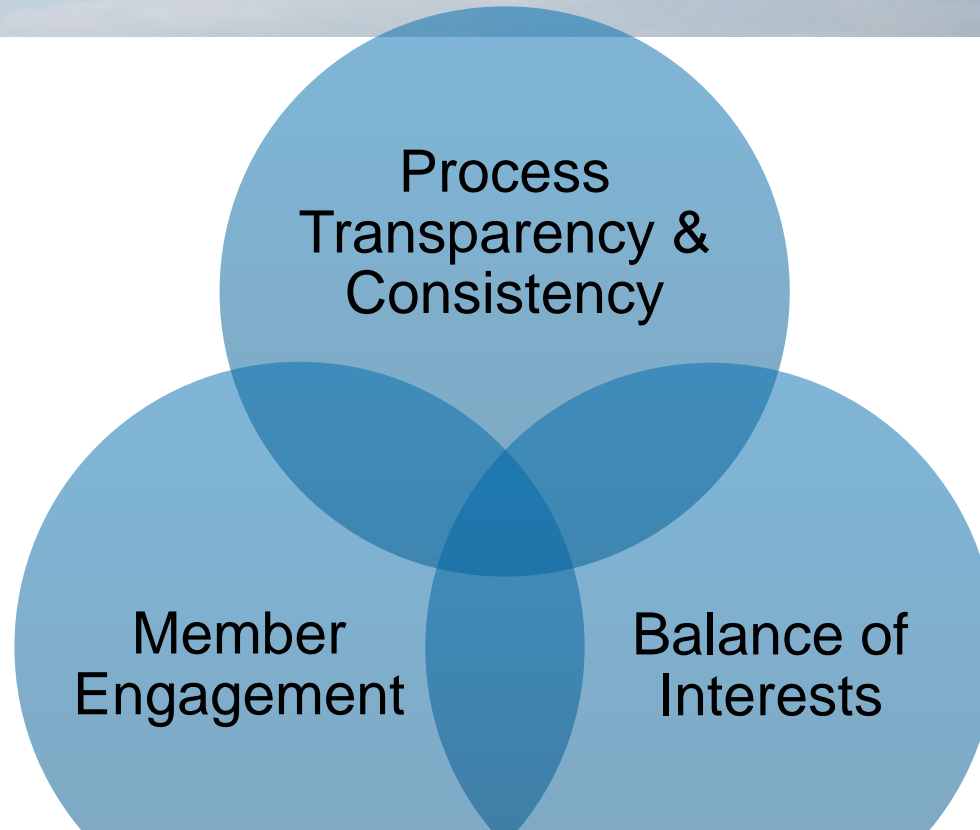 Process
Transparency &
Consistency
Member
Engagement
Balance of
Interests